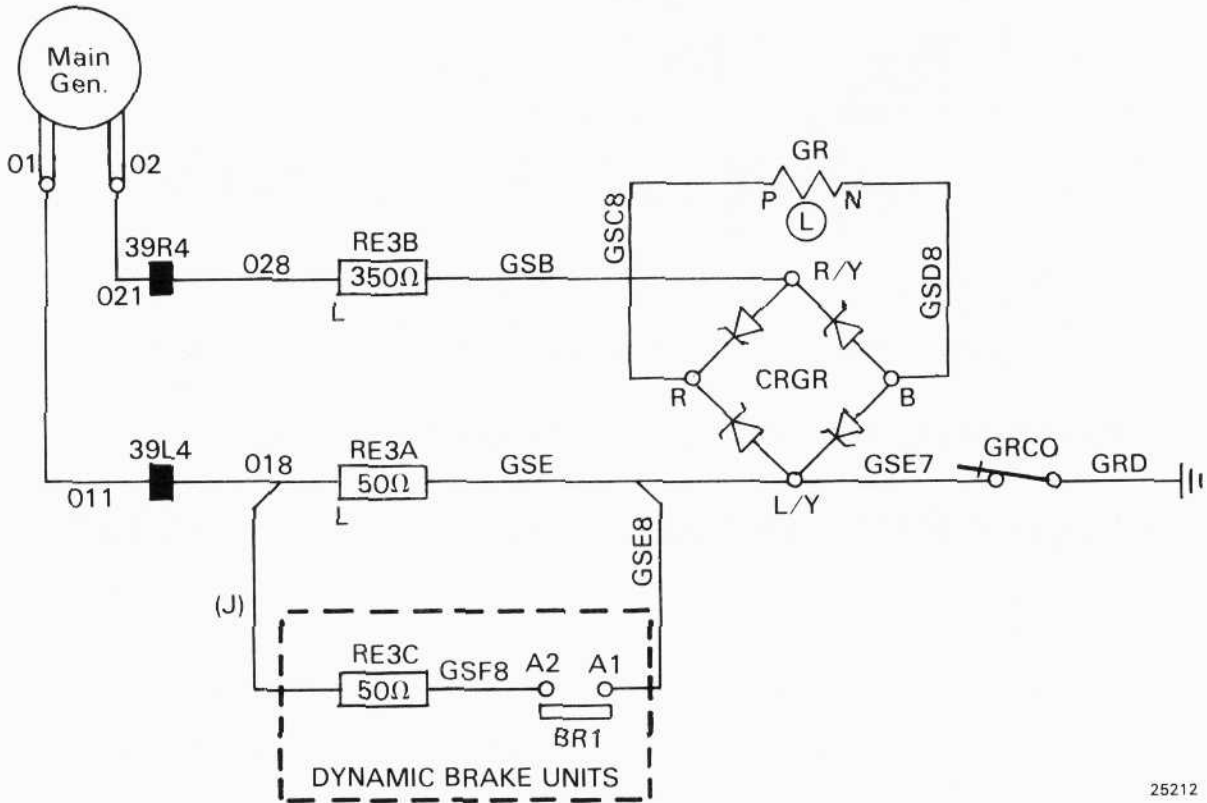 Main
Gen.
01
02
GR
P
N
L
GSC8
GSD8
39R4
021
028
RE3B
350Ω
L
GSB
R/Y
CRGR
R
B
39L4
011
018
RE3A
50Ω
L
GSE
L/Y
GSE7
GRCO
GRD
GSE8
(J)
RE3C
50Ω
GSF8
A2
A1
BR1
DYNAMIC BRAKE UNITS
25212